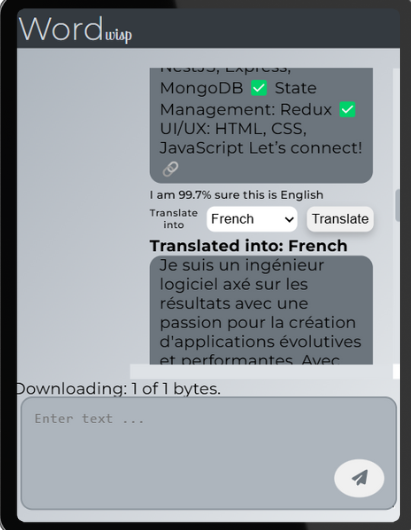 Wordwisp
NestJS, Express,
MongoDB ✅ State
Management: Redux ✅
UI/UX: HTML, CSS,
JavaScript Let’s connect!
🔗
I am 99.7% sure this is English
Translate
into
French
Translate
Translated into: French
Je suis un ingénieur
logiciel axé sur les
résultats avec une
passion pour la création
d'applications évolutives
et performantes. Avec
Downloading: 1 of 1 bytes.
Enter text ...